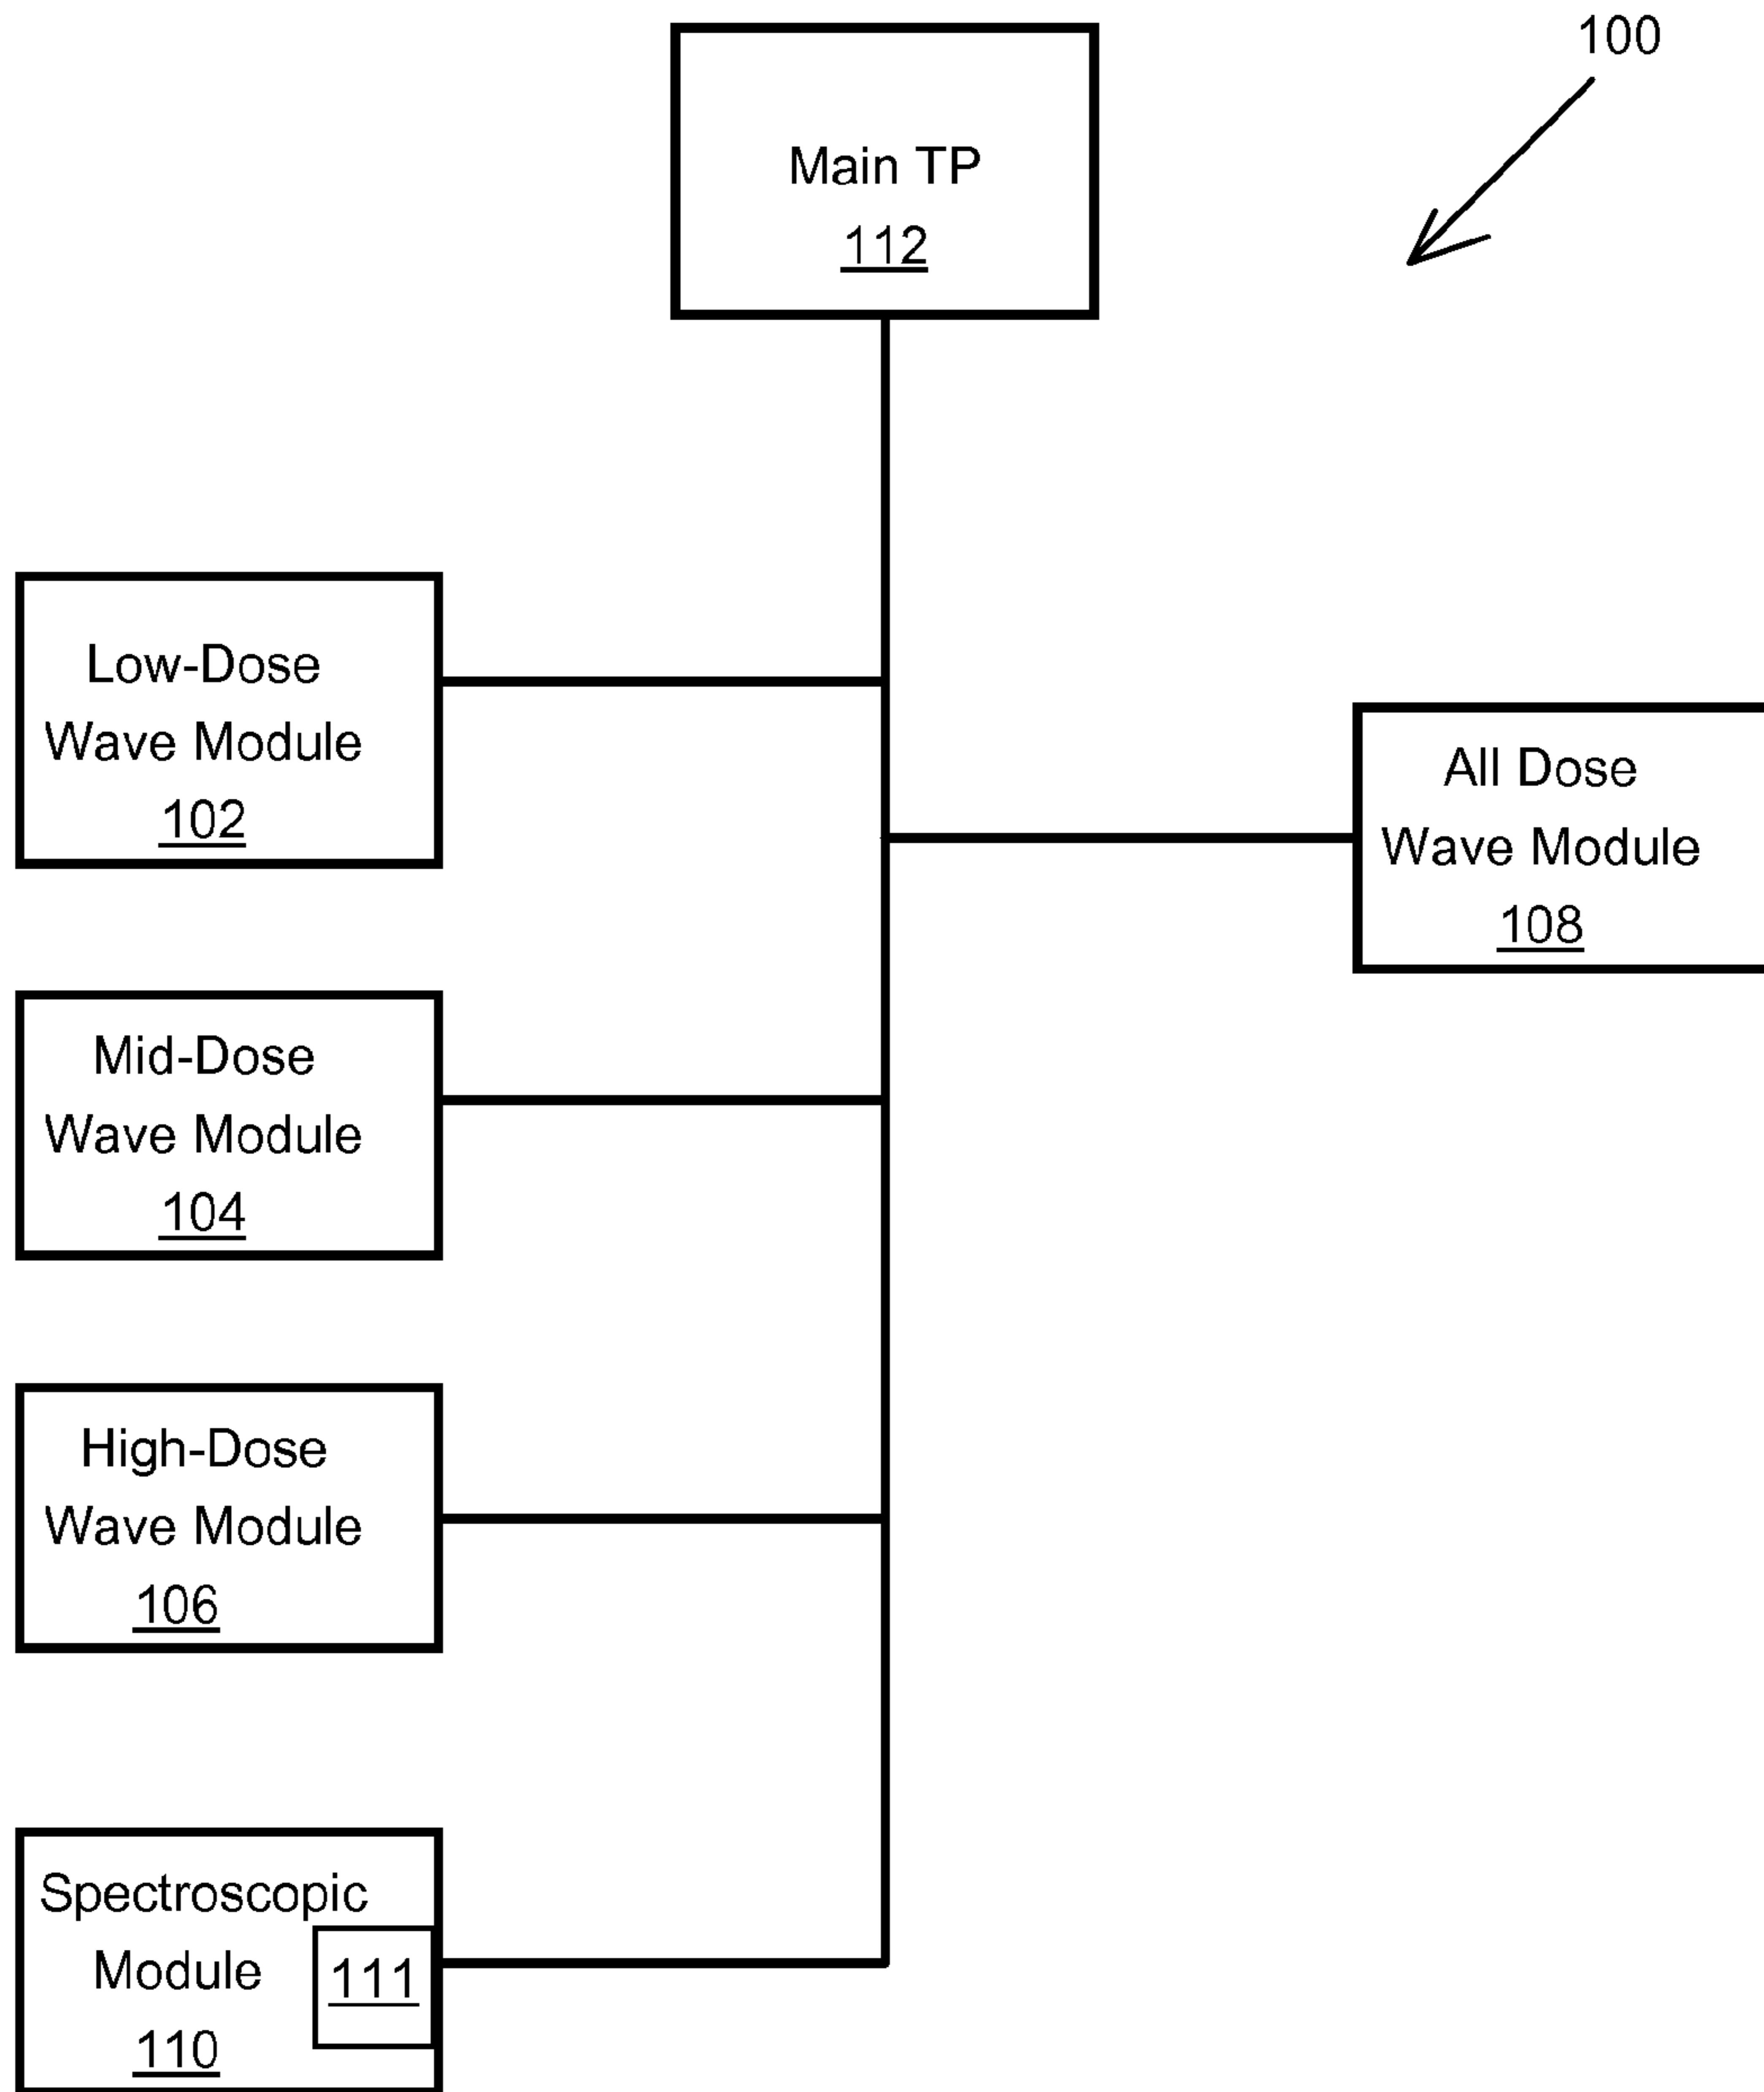 100
Main TP
112
Low-Dose
Wave Module
102
All Dose
Wave Module
108
Mid-Dose
Wave Module
104
High-Dose
Wave Module
106
Spectroscopic
Module
111
110